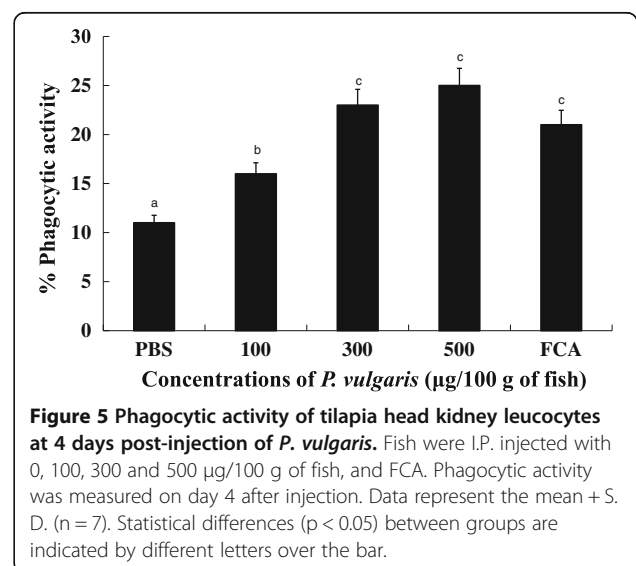 30
25
20
15
10
5
0
% Phagocytic activity
a
b
c
c
c
PBS 100 300 500 FCA
Concentrations of P. vulgaris (μg/100 g of fish)
Figure 5 Phagocytic activity of tilapia head kidney leucocytes
at 4 days post-injection of P. vulgaris. Fish were I.P. injected with
0, 100, 300 and 500 μg/100 g of fish, and FCA. Phagocytic activity
was measured on day 4 after injection. Data represent the mean + S.
D. (n = 7). Statistical differences (p < 0.05) between groups are
indicated by different letters over the bar.